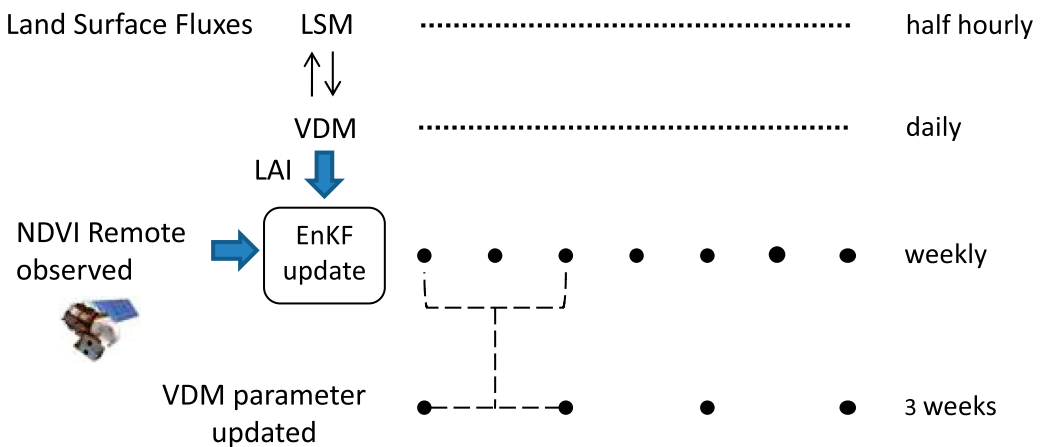 Land Surface Fluxes LSM half hourly
VDM daily
LAI
NDVI Remote
observed
EnKF
update
weekly
VDM parameter
updated
3 weeks